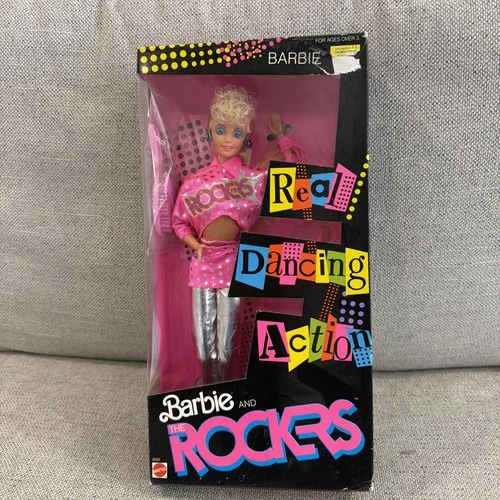 FOR AGES OVER 3
BARBIE
ROCKERS
Real
Dancing
Action
Barbie AND
THE
ROCKERS
MATTEL